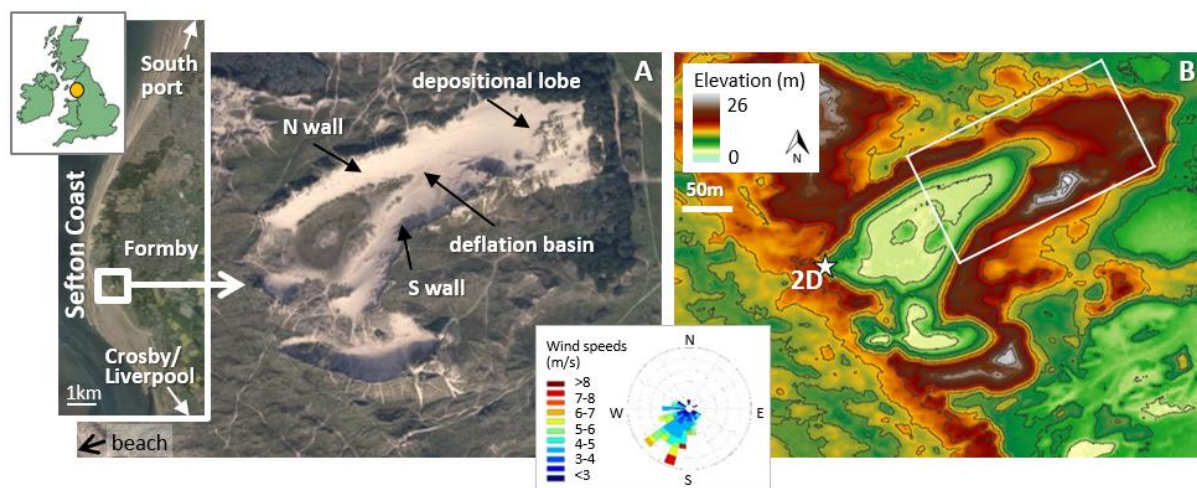 South
port
Sefton Coast
Formby
Crosby/
Liverpool
1km
beach
A
depositional lobe
N wall
deflation basin
S wall
Wind speeds
(m/s)
>8
7-8
6-7
5-6
4-5
3-4
<3
N
W
E
S
B
Elevation (m)
26
0
N
50m
2D